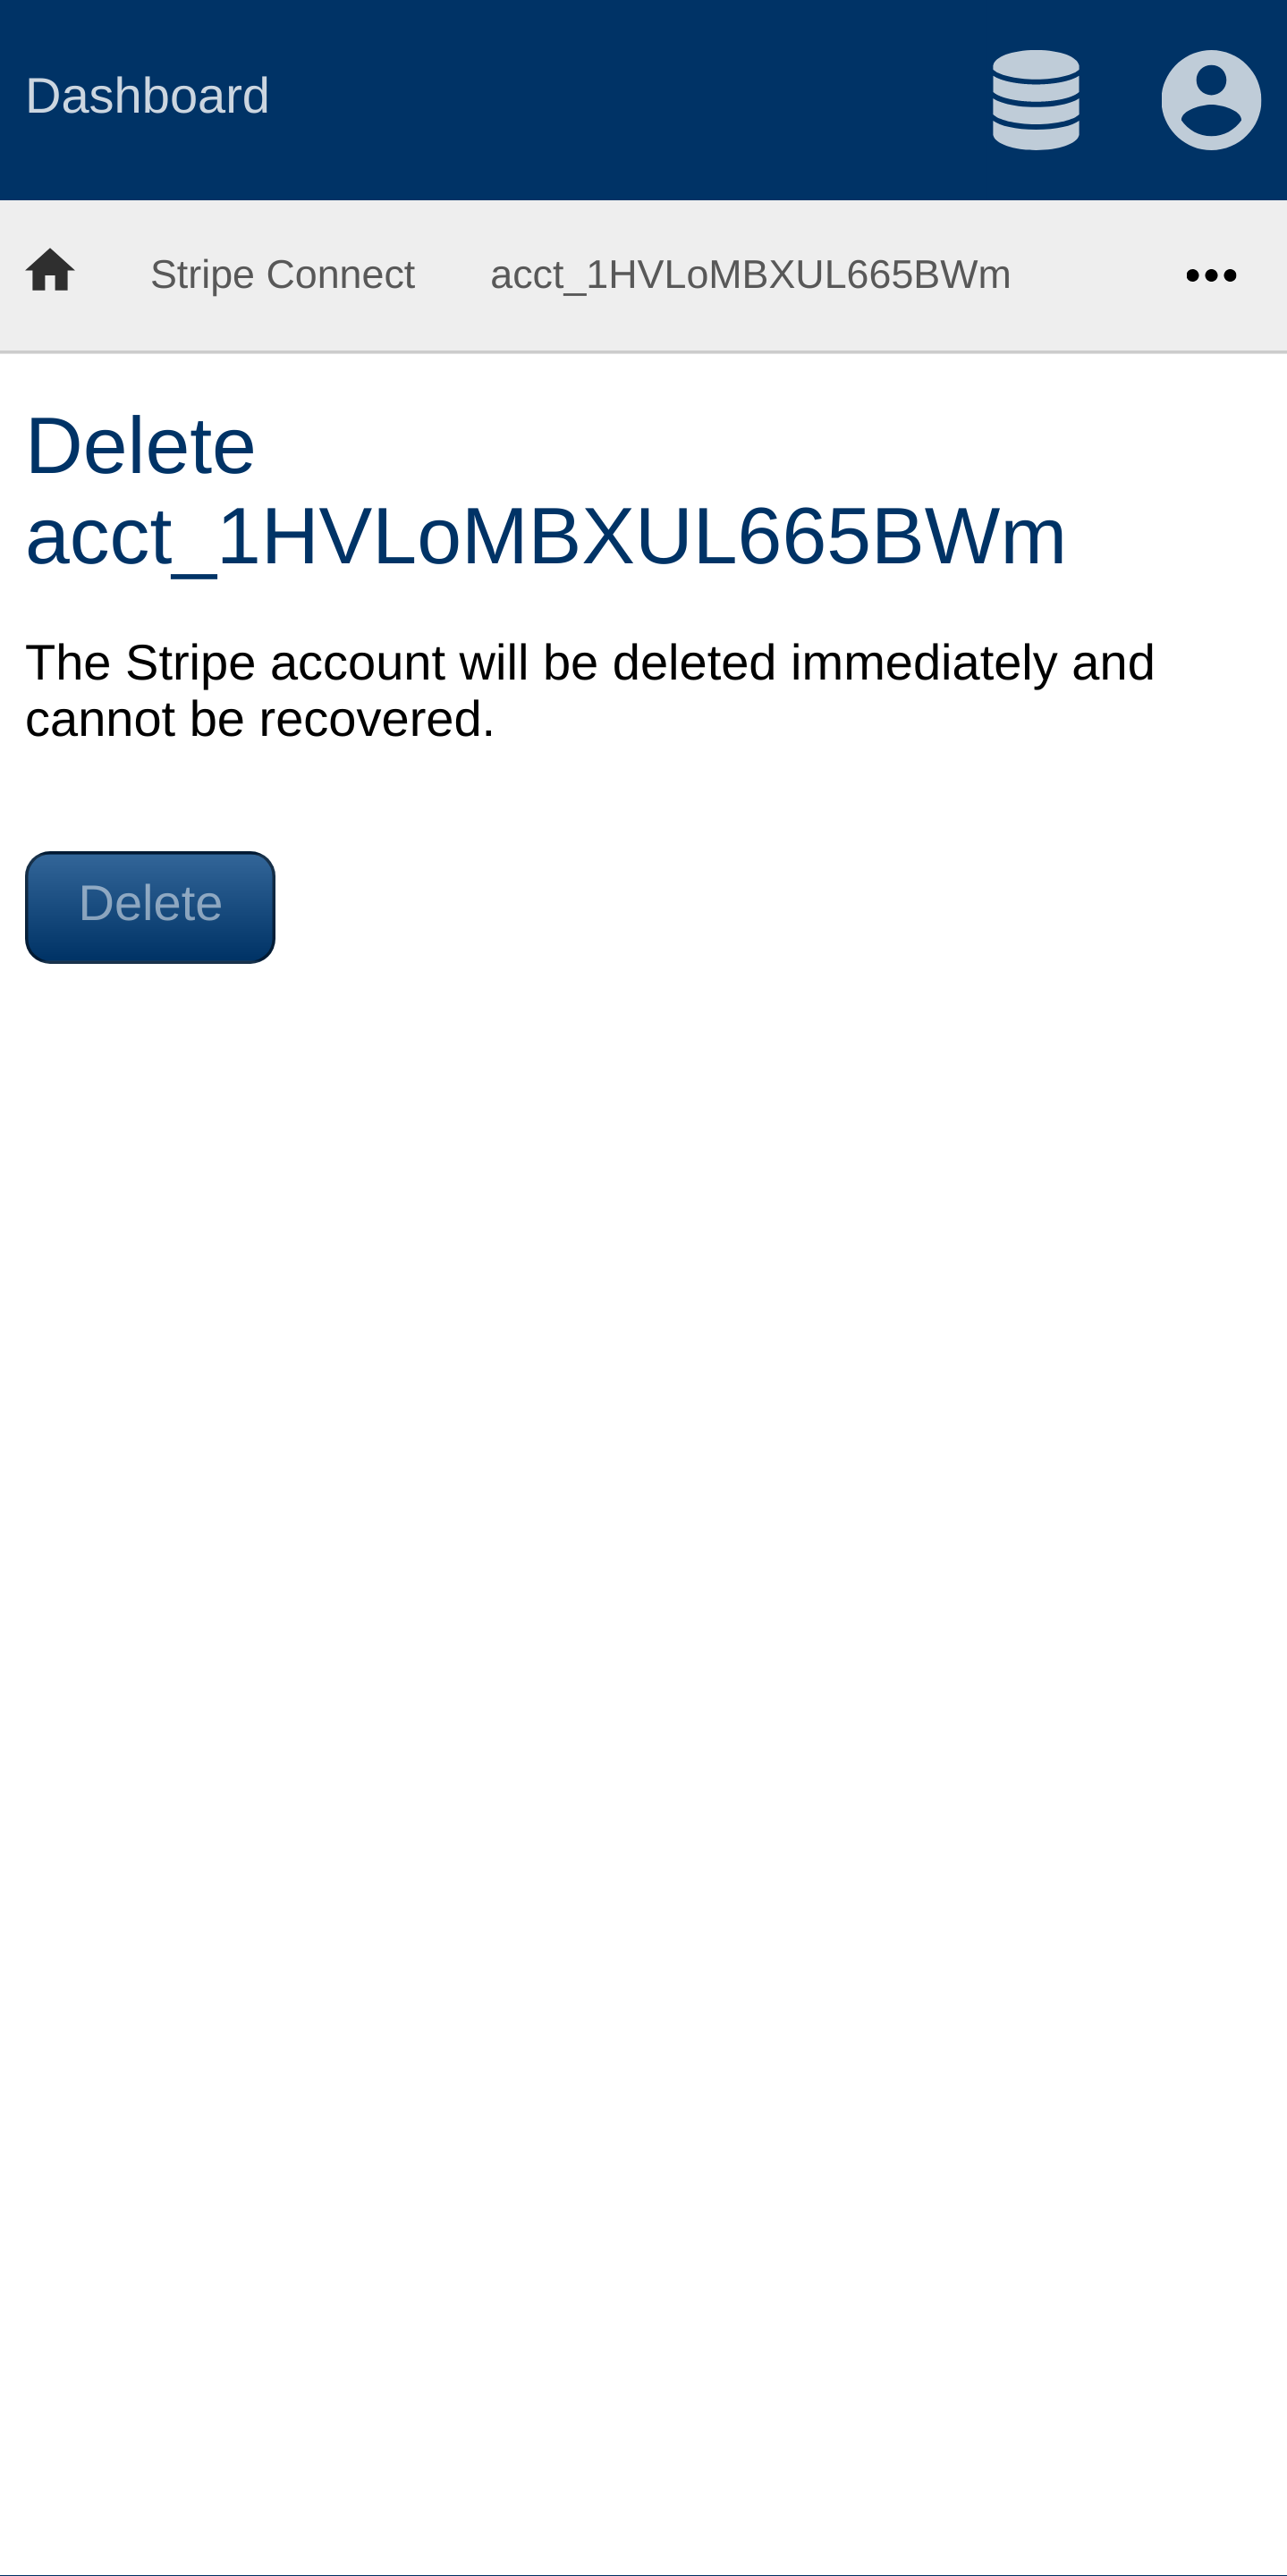 Dashboard
Stripe Connect acct_1HVLoMBXUL665BWm
Delete
acct_1HVLoMBXUL665BWm
The Stripe account will be deleted immediately and
cannot be recovered.
Delete